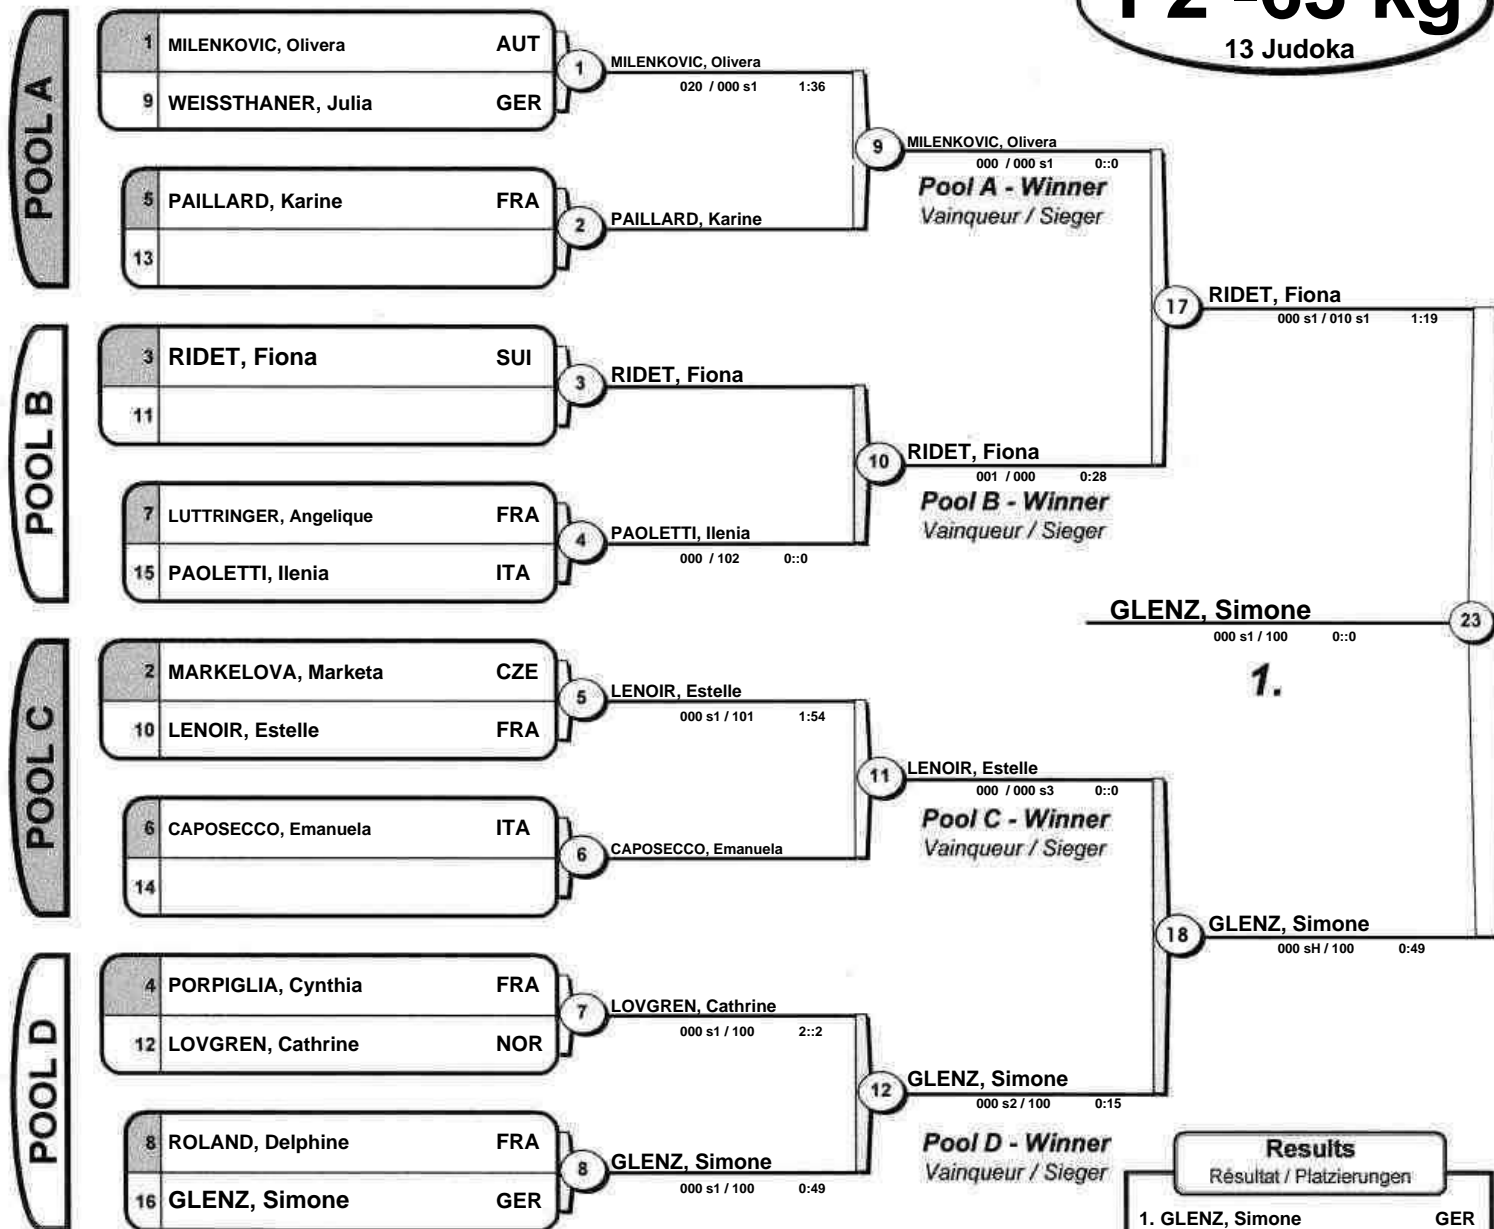 F2 -63 kg
13 Judoka
POOL A
1 MILENKOVIC, Olivera AUT
9 WEISSTHANER, Julia GER
1 MILENKOVIC, Olivera
020 / 000 s1 1:36
5 PAILLARD, Karine FRA
13
2 PAILLARD, Karine
9 MILENKOVIC, Olivera
000 / 000 s1 0::0
Pool A - Winner
Vainqueur / Sieger
POOL B
3 RIDET, Fiona SUI
11
3 RIDET, Fiona
7 LUTTRINGER, Angelique FRA
15 PAOLETTI, Ilenia ITA
4 PAOLETTI, Ilenia
000 / 102 0::0
10 RIDET, Fiona
001 / 000 0:28
Pool B - Winner
Vainqueur / Sieger
17 RIDET, Fiona
000 s1 / 010 s1 1:19
GLENZ, Simone 23
000 s1 / 100 0::0
1.
POOL C
2 MARKELOVA, Marketa CZE
10 LENOIR, Estelle FRA
5 LENOIR, Estelle
000 s1 / 101 1:54
6 CAPOSECCO, Emanuela ITA
14
6 CAPOSECCO, Emanuela
11 LENOIR, Estelle
000 / 000 s3 0::0
Pool C - Winner
Vainqueur / Sieger
POOL D
4 PORPIGLIA, Cynthia FRA
12 LOVGREN, Cathrine NOR
7 LOVGREN, Cathrine
000 s1 / 100 2::2
8 ROLAND, Delphine FRA
16 GLENZ, Simone GER
8 GLENZ, Simone
000 s1 / 100 0:49
12 GLENZ, Simone
000 s2 / 100 0:15
Pool D - Winner
Vainqueur / Sieger
18 GLENZ, Simone
000 sH / 100 0:49
Results
Résultat / Platzierungen
1. GLENZ, Simone GER